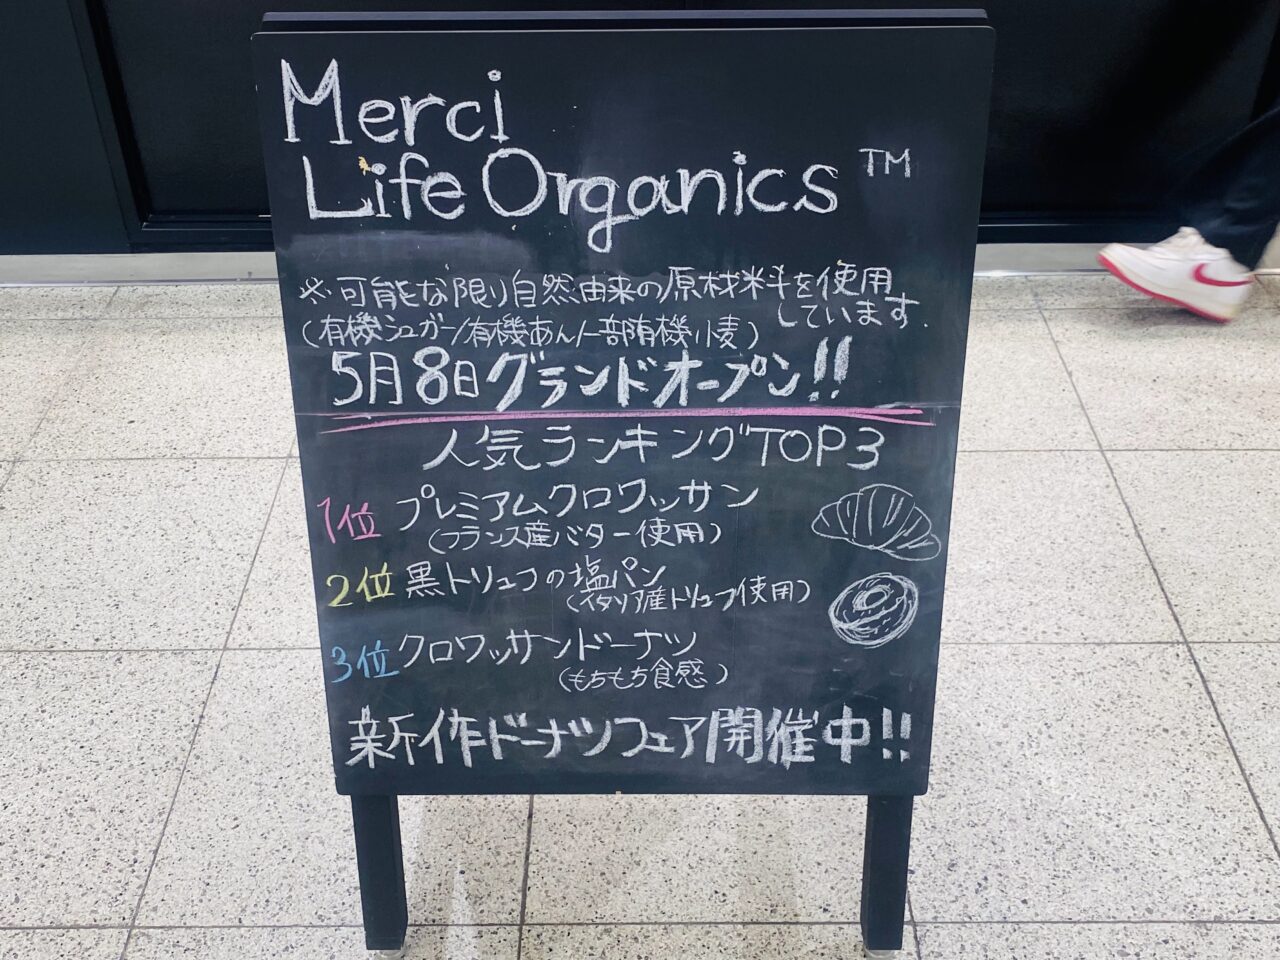 Merci
Life Organics™
※可能な限り自然由来の原材料を使用
しています.
(有機シュガー/有機あん/一部有機小麦)
5月8日グランドオープン!!
人気ランキングTOP3
1位 プレミアムクロワッサン
(フランス産バター使用)
2位 黒トリュフの塩パン
(イタリア産トリュフ使用)
3位 クロワッサンドーナツ
(もちもち食感)
新作ドーナツフェア開催中!!